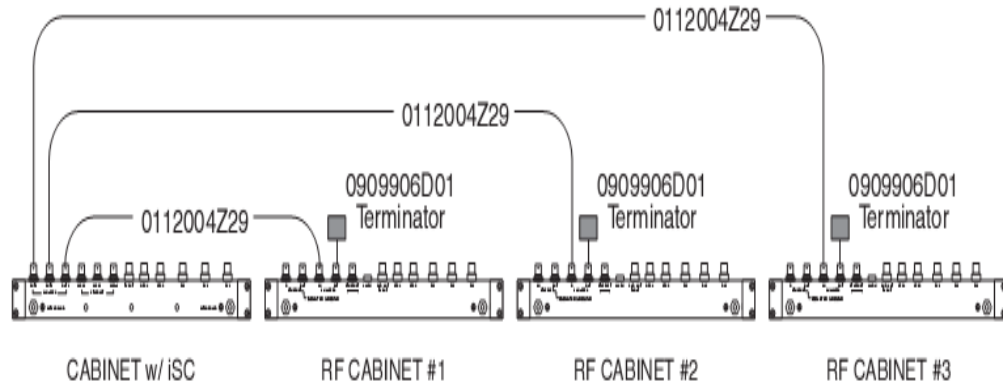 0112004Z29
0112004Z29
0909906D01
Terminator
0909906D01
Terminator
0909906D01
Terminator
0112004Z29
CABINET w/ iSC
RF CABINET #1
RF CABINET #2
RF CABINET #3